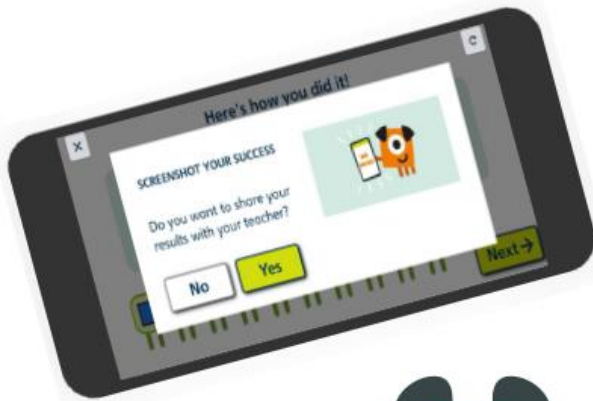 Here's how you did it!
SCREENSHOT YOUR SUCCESS
Do you want to share your
results with your teacher?
No
Yes
Next→